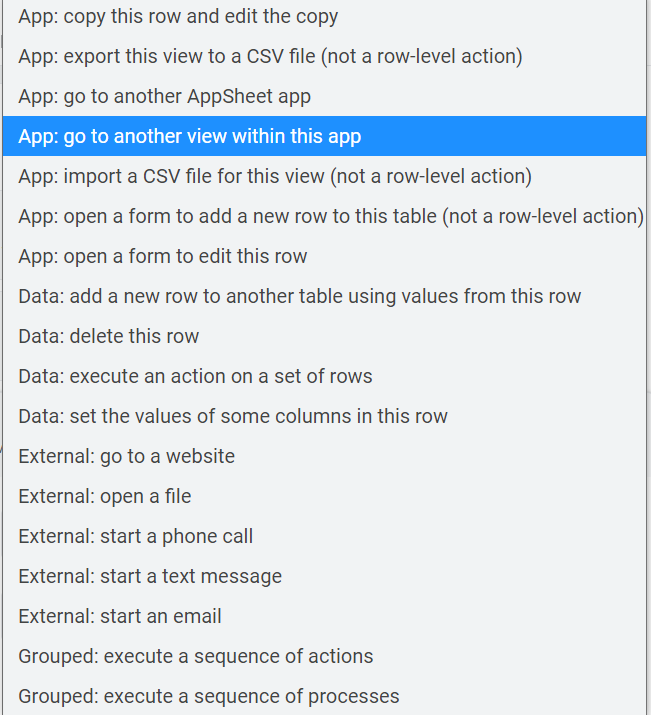 App: copy this row and edit the copy
App: export this view to a CSV file (not a row-level action)
App: go to another AppSheet app
App: go to another view within this app
App: import a CSV file for this view (not a row-level action)
App: open a form to add a new row to this table (not a row-level action)
App: open a form to edit this row
Data: add a new row to another table using values from this row
Data: delete this row
Data: execute an action on a set of rows
Data: set the values of some columns in this row
External: go to a website
External: open a file
External: start a phone call
External: start a text message
External: start an email
Grouped: execute a sequence of actions
Grouped: execute a sequence of processes